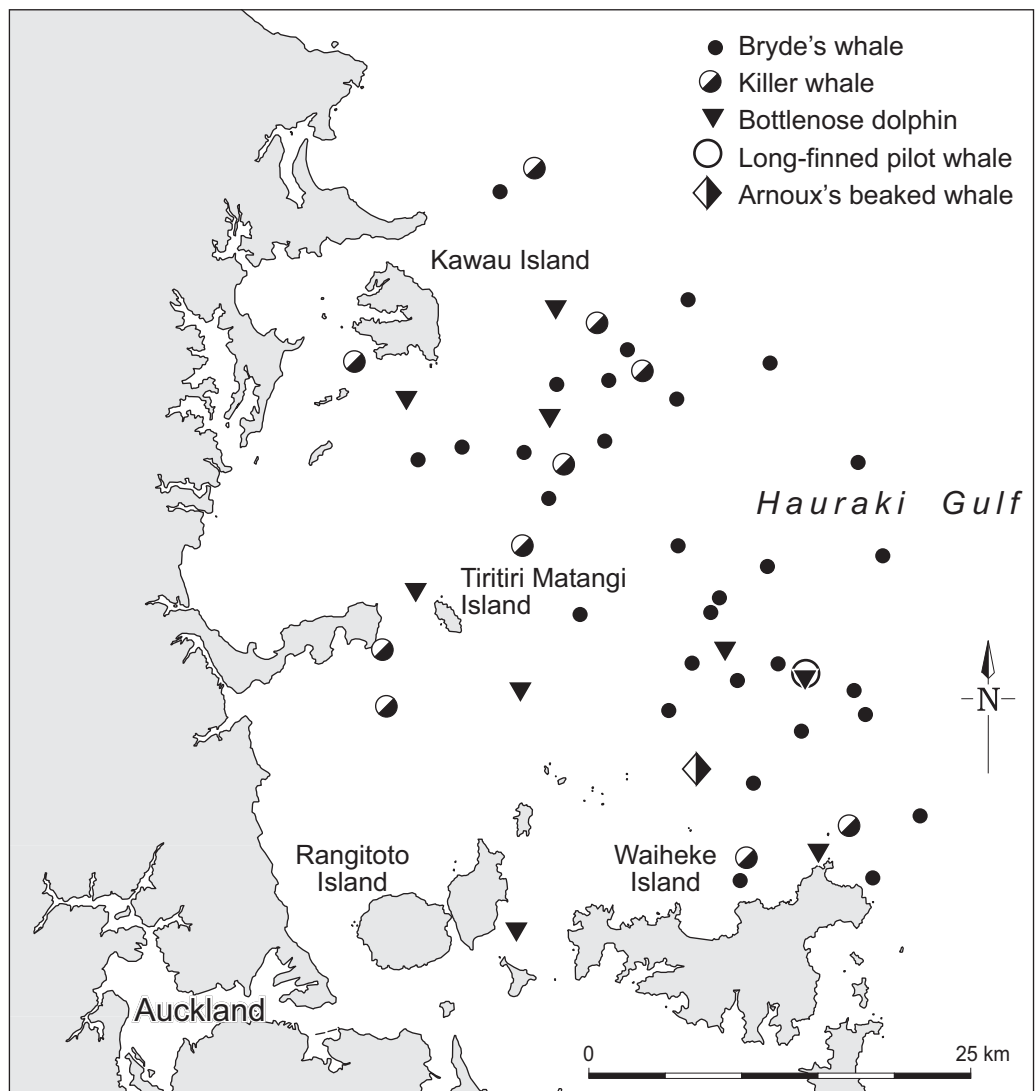 Bryde's whale
Killer whale
Bottlenose dolphin
Long-finned pilot whale
Arnoux's beaked whale
Kawau Island
Hauraki Gulf
Tiritiri Matangi
Island
N
Rangitoto
Island
Waiheke
Island
Auckland
0
25 km